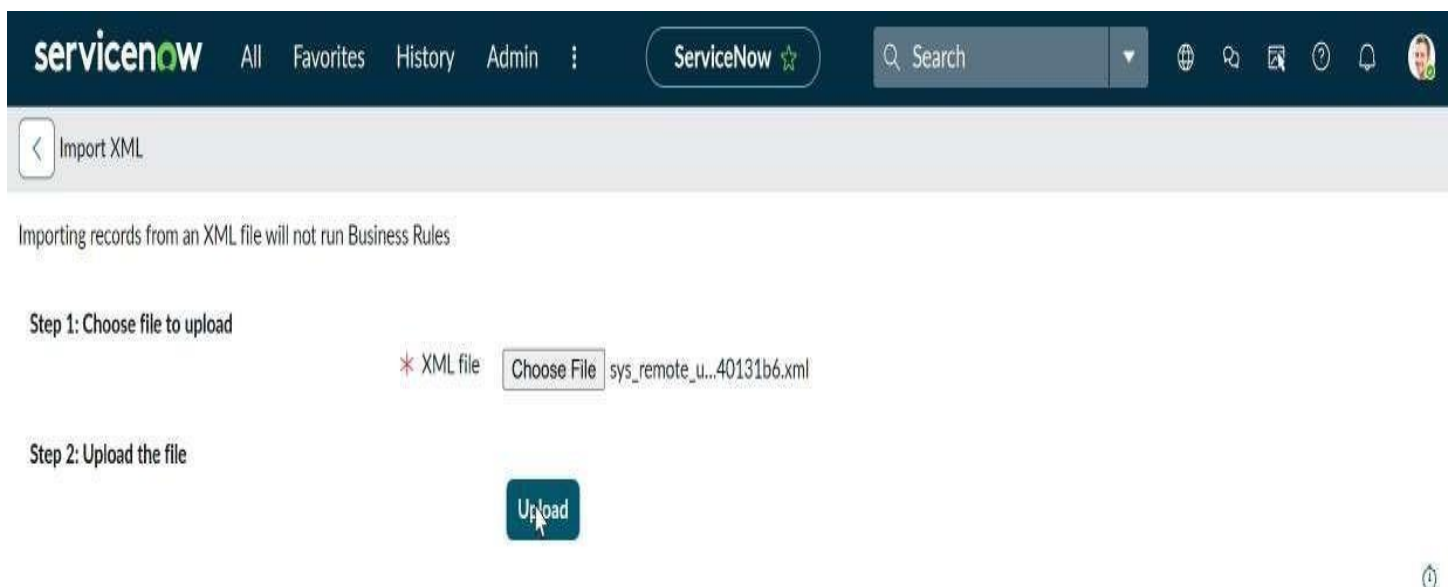 servicenow All Favorites History Admin ServiceNow Search
Import XML
Importing records from an XML file will not run Business Rules
Step 1: Choose file to upload
XML file Choose File sys_remote_u...40131b6.xml
Step 2: Upload the file
Upload